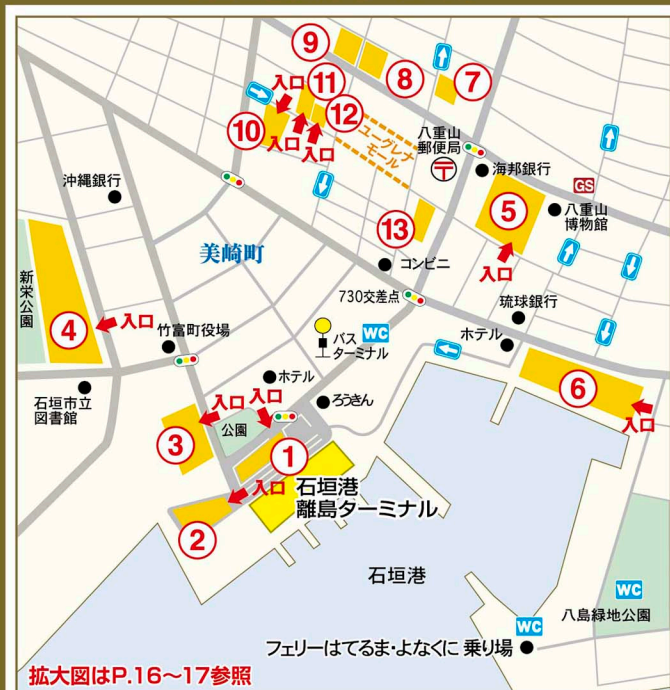 ⑨
⑧
⑦
⑪
入口
⑫
⑩
入口
入口
ユーグレナ
モール
八重山
郵便局
〒
海邦銀行
GS
沖縄銀行
⑤
八重山
博物館
⑬
入口
美崎町
コンビニ
新栄公園
④
入口
730交差点
琉球銀行
竹富町役場
バス
ターミナル
WC
ホテル
石垣市立
図書館
ホテル
ろうきん
⑥
入口
入口
入口
③
公園
①
入口
石垣港
離島ターミナル
②
石垣港
WC
八島緑地公園
WC
フェリーはてるま・よなくに 乗り場
拡大図はP.16〜17参照